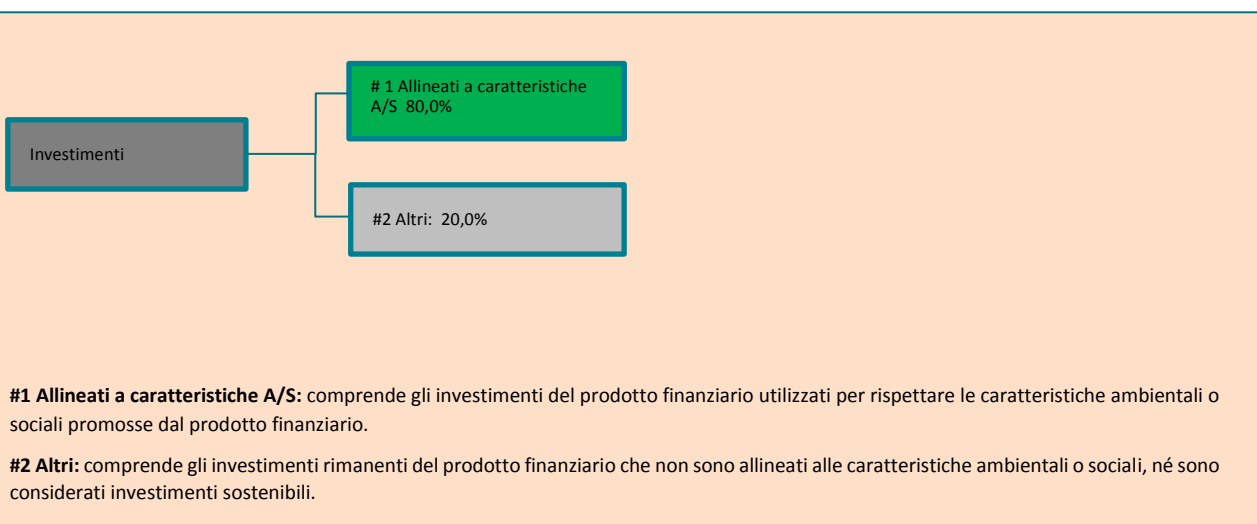 # 1 Allineati a caratteristiche
A/S 80,0%
Investimenti
#2 Altri: 20,0%
#1 Allineati a caratteristiche A/S: comprende gli investimenti del prodotto finanziario utilizzati per rispettare le caratteristiche ambientali o
sociali promosse dal prodotto finanziario.
#2 Altri: comprende gli investimenti rimanenti del prodotto finanziario che non sono allineati alle caratteristiche ambientali o sociali, né sono
considerati investimenti sostenibili.